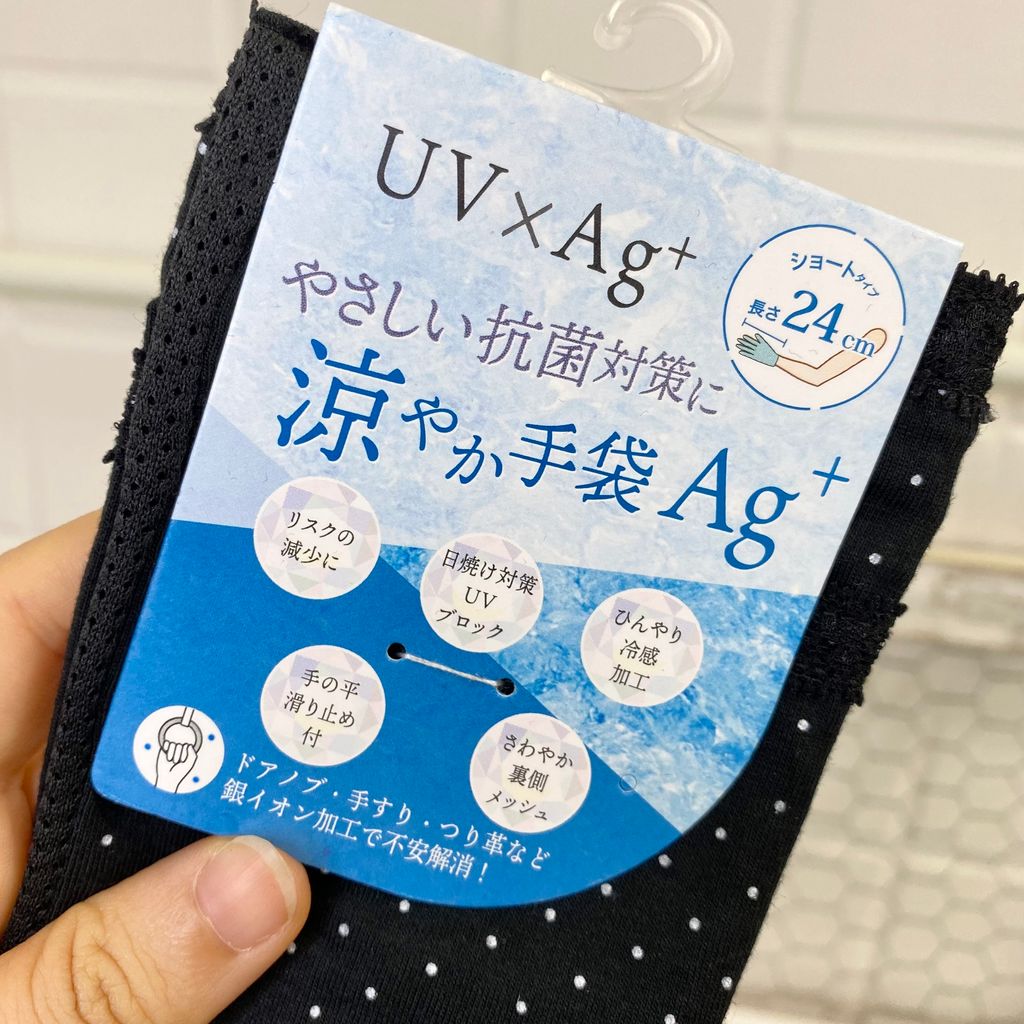 UV×Ag+
ショートタイプ
長さ24cm
やさしい抗菌対策に
涼やか手袋Ag+
リスクの
減少に
日焼け対策
UV
ブロック
ひんやり
冷感
加工
手の平
滑り止め
付
さわやか
裏側
メッシュ
ドアノブ・手すり・つり革など
銀イオン加工で不安解消!